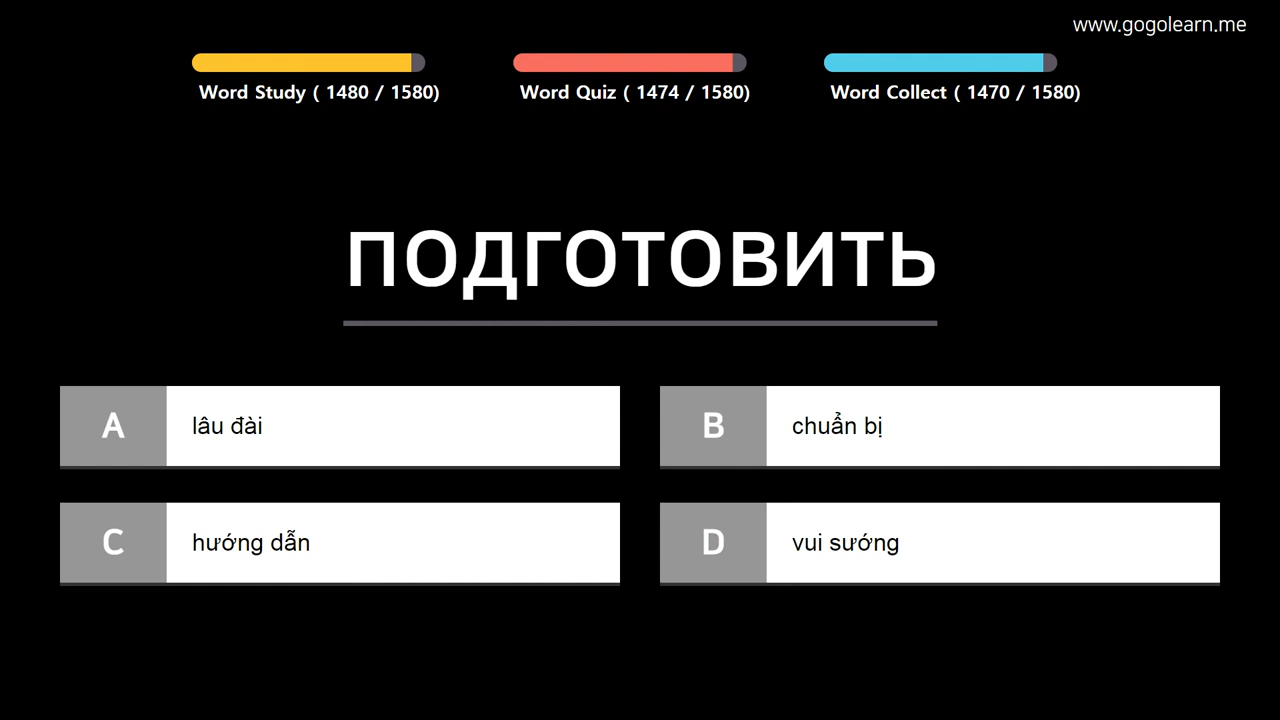 www.gogolearn.me
Word Study ( 1480 / 1580)
Word Quiz ( 1474 / 1580)
Word Collect ( 1470 / 1580)
подготовить
A lâu đài
B chuẩn bị
C hướng dẫn
D vui sướng